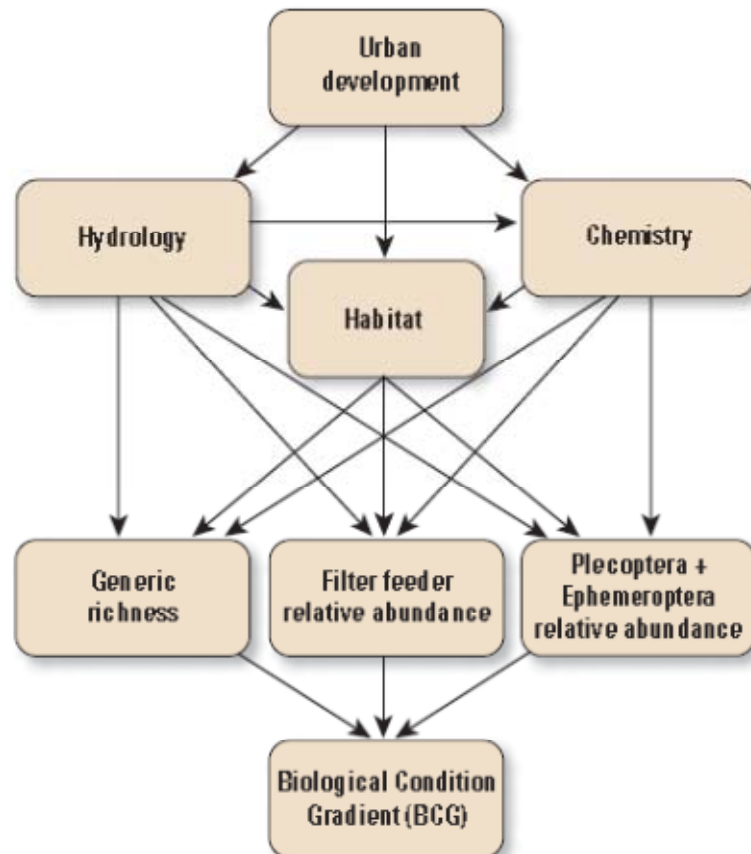 Urban
development
Hydrology
Chemistry
Habitat
Generic
richness
Filter feeder
relative abundance
Plecoptera +
Ephemeroptera
relative abundance
Biological Condition
Gradient (BCG)